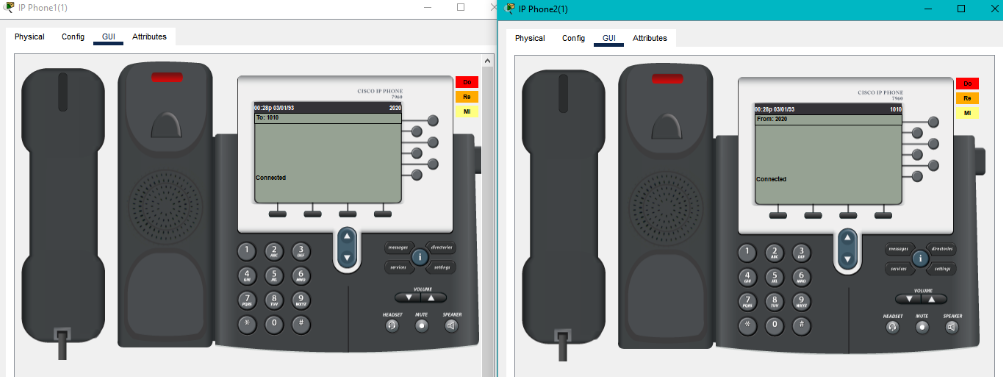 IP Phone1(1)
Physical Config GUI Attributes
CISCO IP PHONE
7960
Do
Re
Mi
00:28p 03/01/93 2020
To: 1010
Connected
1 2 ABC 3 DEF
4 GHI 5 JKL 6 MNO
7 PQRS 8 TUV 9 WXYZ
* 0 #
messages directories
i
services settings
VOLUME
HEADSET MUTE SPEAKER
IP Phone2(1)
Physical Config GUI Attributes
CISCO IP PHONE
7960
Do
Re
Mi
00:28p 03/01/93 1010
From: 2020
Connected
1 2 ABC 3 DEF
4 GHI 5 JKL 6 MNO
7 PQRS 8 TUV 9 WXYZ
* 0 #
messages directories
i
services settings
VOLUME
HEADSET MUTE SPEAKER